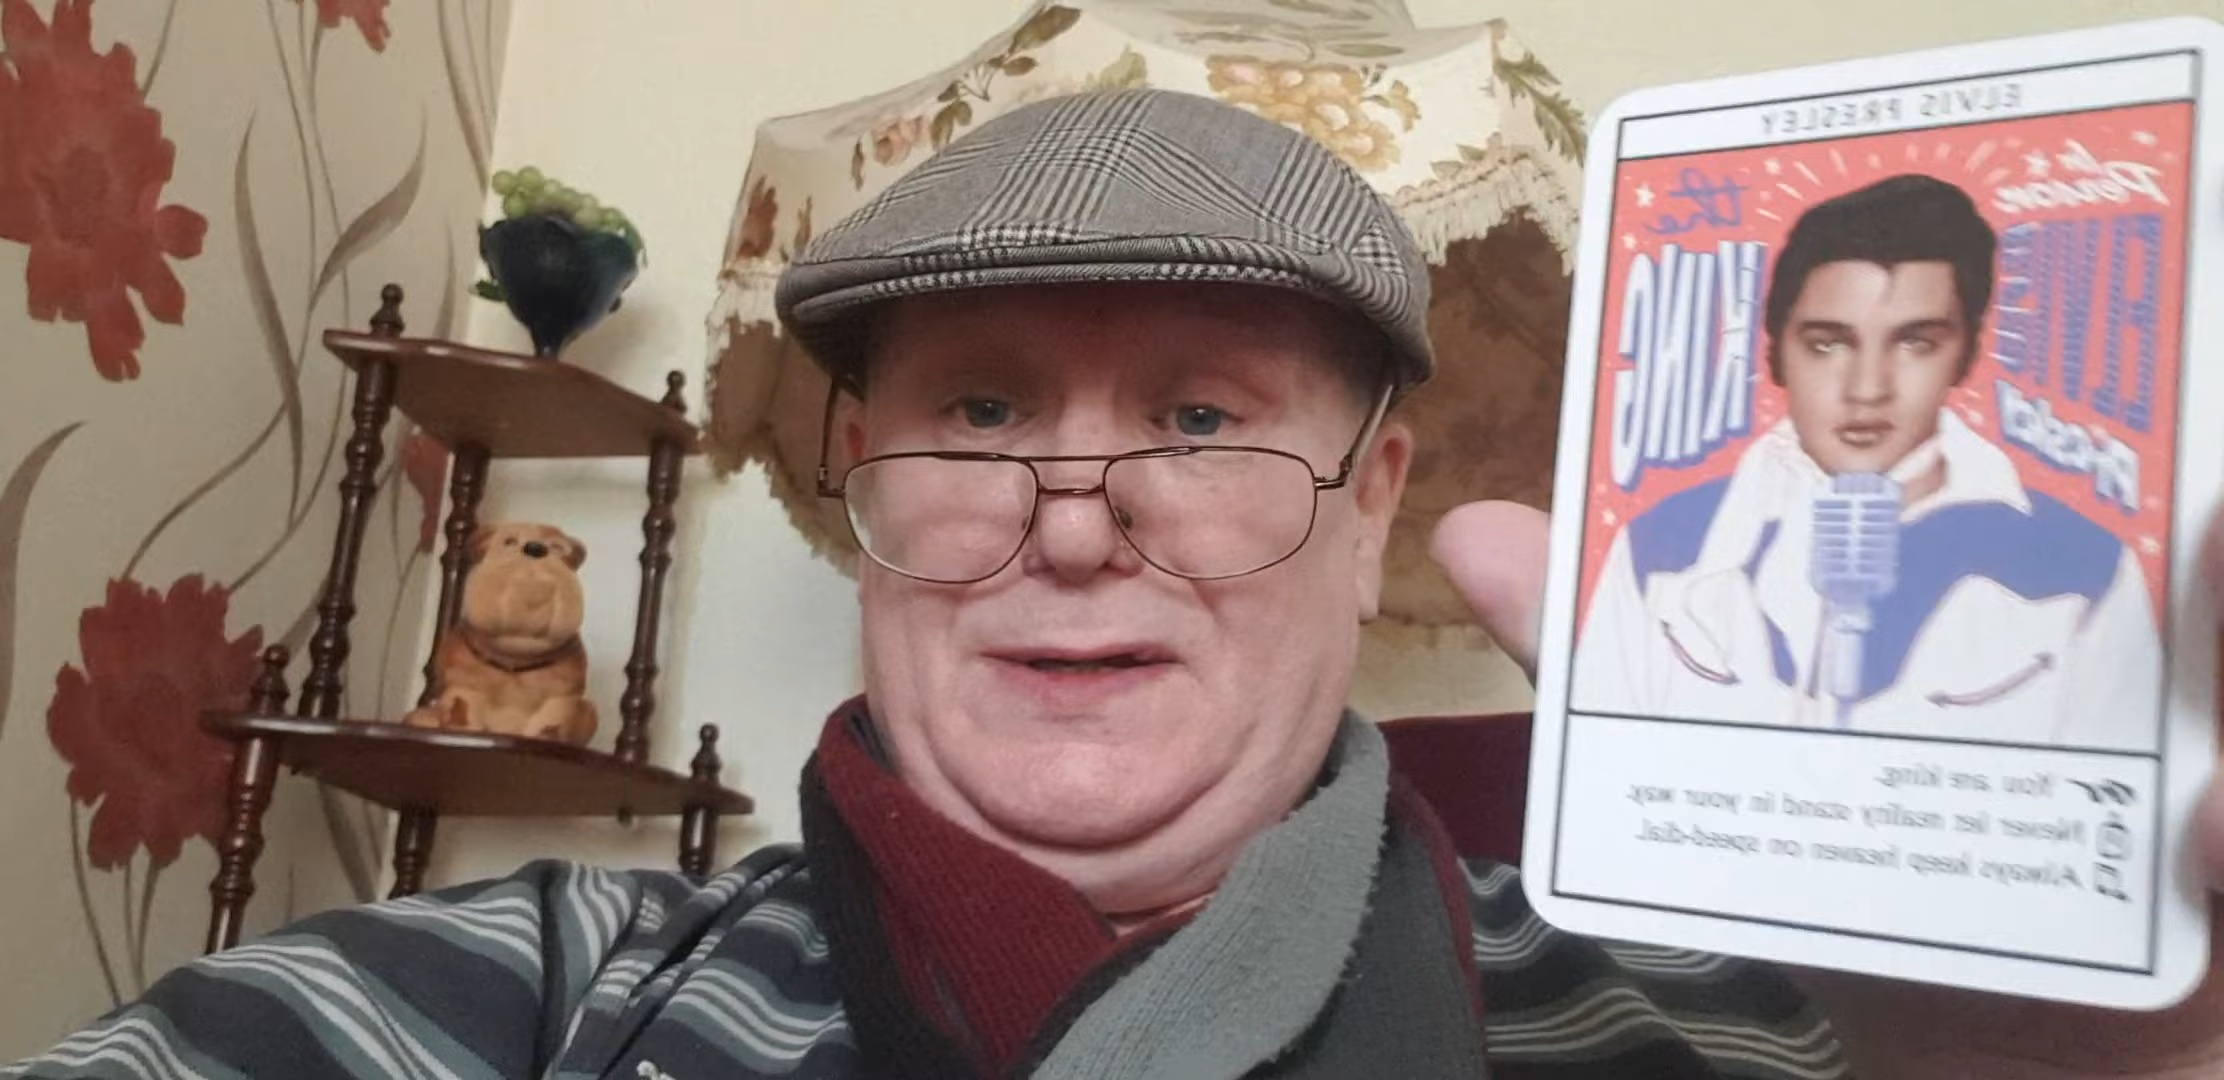 ELVIS PRESLEY
In
Person
the
KING
ELVIS
Presley
You are king.
Never let reality stand in your way.
Always keep heaven on speed-dial.